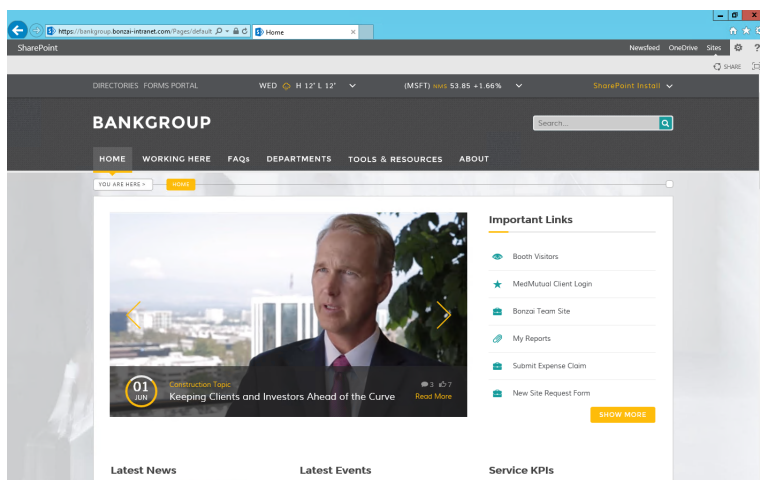 https://bankgroup.bonzai-intranet.com/Pages/default
Home
SharePoint
Newsfeed OneDrive Sites ?
SHARE
DIRECTORIES FORMS PORTAL
WED H 12° L 12°
(MSFT) NMS 53.85 +1.66%
SharePoint Install
BANKGROUP
Search...
HOME WORKING HERE FAQs DEPARTMENTS TOOLS & RESOURCES ABOUT
YOU ARE HERE > HOME
01
JUN
Construction Topic
3 7
Keeping Clients and Investors Ahead of the Curve
Read More
Important Links
Booth Visitors
MedMutual Client Login
Bonzai Team Site
My Reports
Submit Expense Claim
New Site Request Form
SHOW MORE
Latest News
Latest Events
Service KPIs